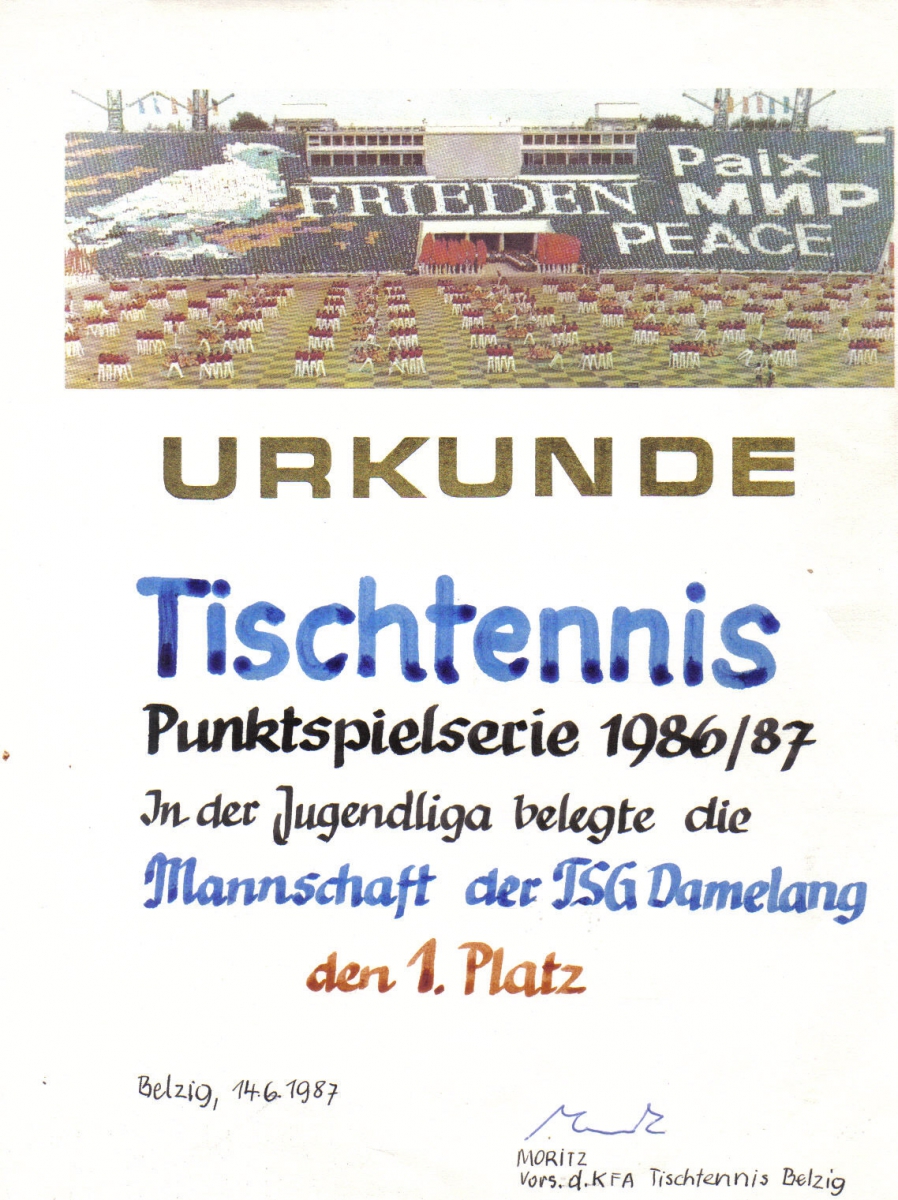 FRIEDEN
Paix
МИР
PEACE
URKUNDE
Tischtennis
Punktspielserie 1986/87
In der Jugendliga belegte die
Mannschaft der TSG Damelang
den 1. Platz
Belzig, 14.6.1987
MORITZ
Vors. d. KFA Tischtennis Belzig